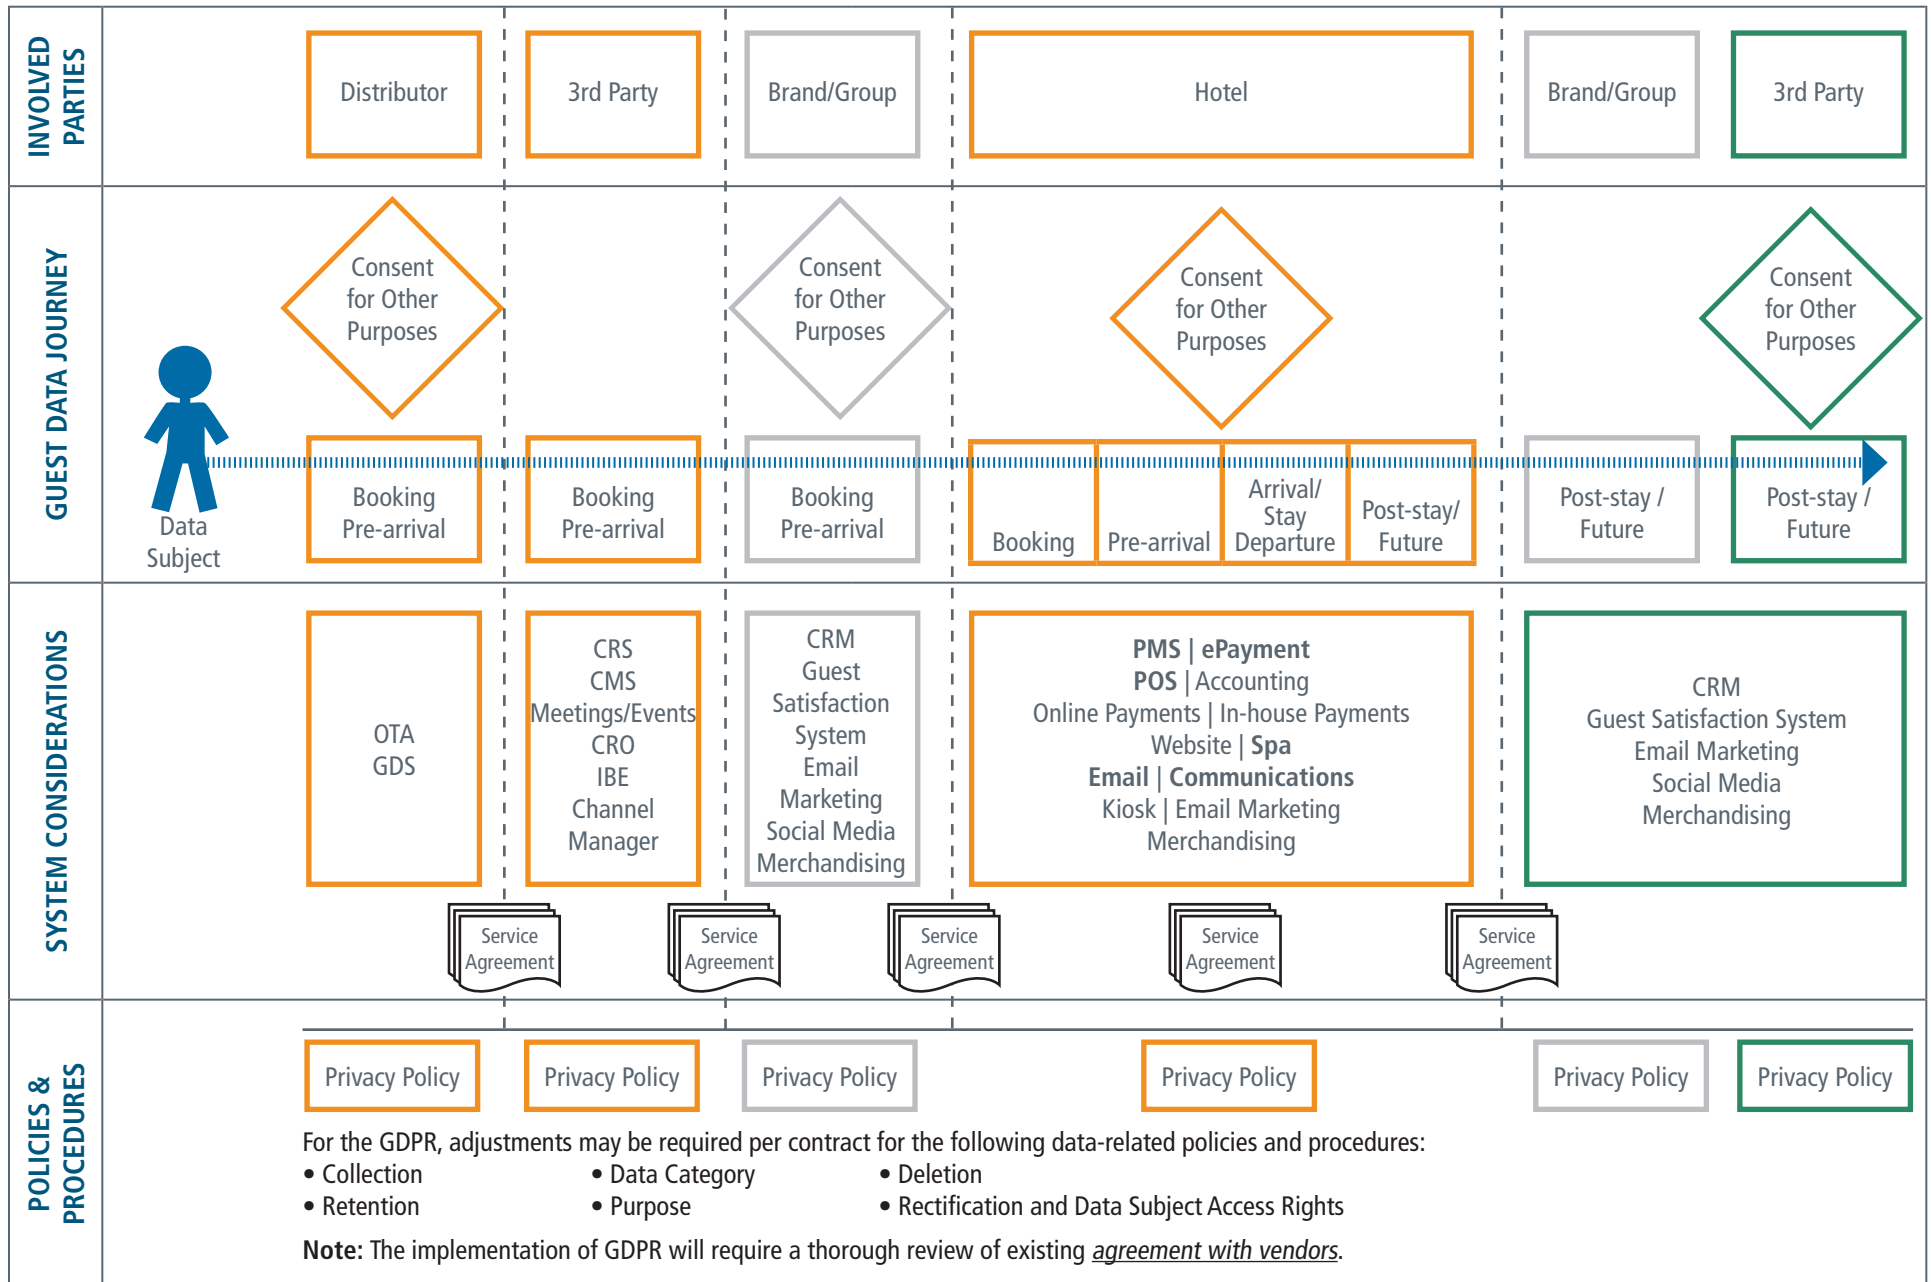 INVOLVED
PARTIES
Distributor
3rd Party
Brand/Group
Hotel
Brand/Group
3rd Party
GUEST DATA JOURNEY
Data
Subject
Consent
for Other
Purposes
Consent
for Other
Purposes
Consent
for Other
Purposes
Consent
for Other
Purposes
Booking
Pre-arrival
Booking
Pre-arrival
Booking
Pre-arrival
Booking
Pre-arrival
Arrival/
Stay
Departure
Post-stay/
Future
Post-stay /
Future
Post-stay /
Future
SYSTEM CONSIDERATIONS
OTA
GDS
CRS
CMS
Meetings/Events
CRO
IBE
Channel
Manager
CRM
Guest
Satisfaction
System
Email
Marketing
Social Media
Merchandising
PMS | ePayment
POS | Accounting
Online Payments | In-house Payments
Website | Spa
Email | Communications
Kiosk | Email Marketing
Merchandising
CRM
Guest Satisfaction System
Email Marketing
Social Media
Merchandising
Service
Agreement
Service
Agreement
Service
Agreement
Service
Agreement
Service
Agreement
POLICIES &
PROCEDURES
Privacy Policy
Privacy Policy
Privacy Policy
Privacy Policy
Privacy Policy
Privacy Policy
For the GDPR, adjustments may be required per contract for the following data-related policies and procedures:
• Collection • Data Category • Deletion
• Retention • Purpose • Rectification and Data Subject Access Rights
Note: The implementation of GDPR will require a thorough review of existing agreement with vendors.